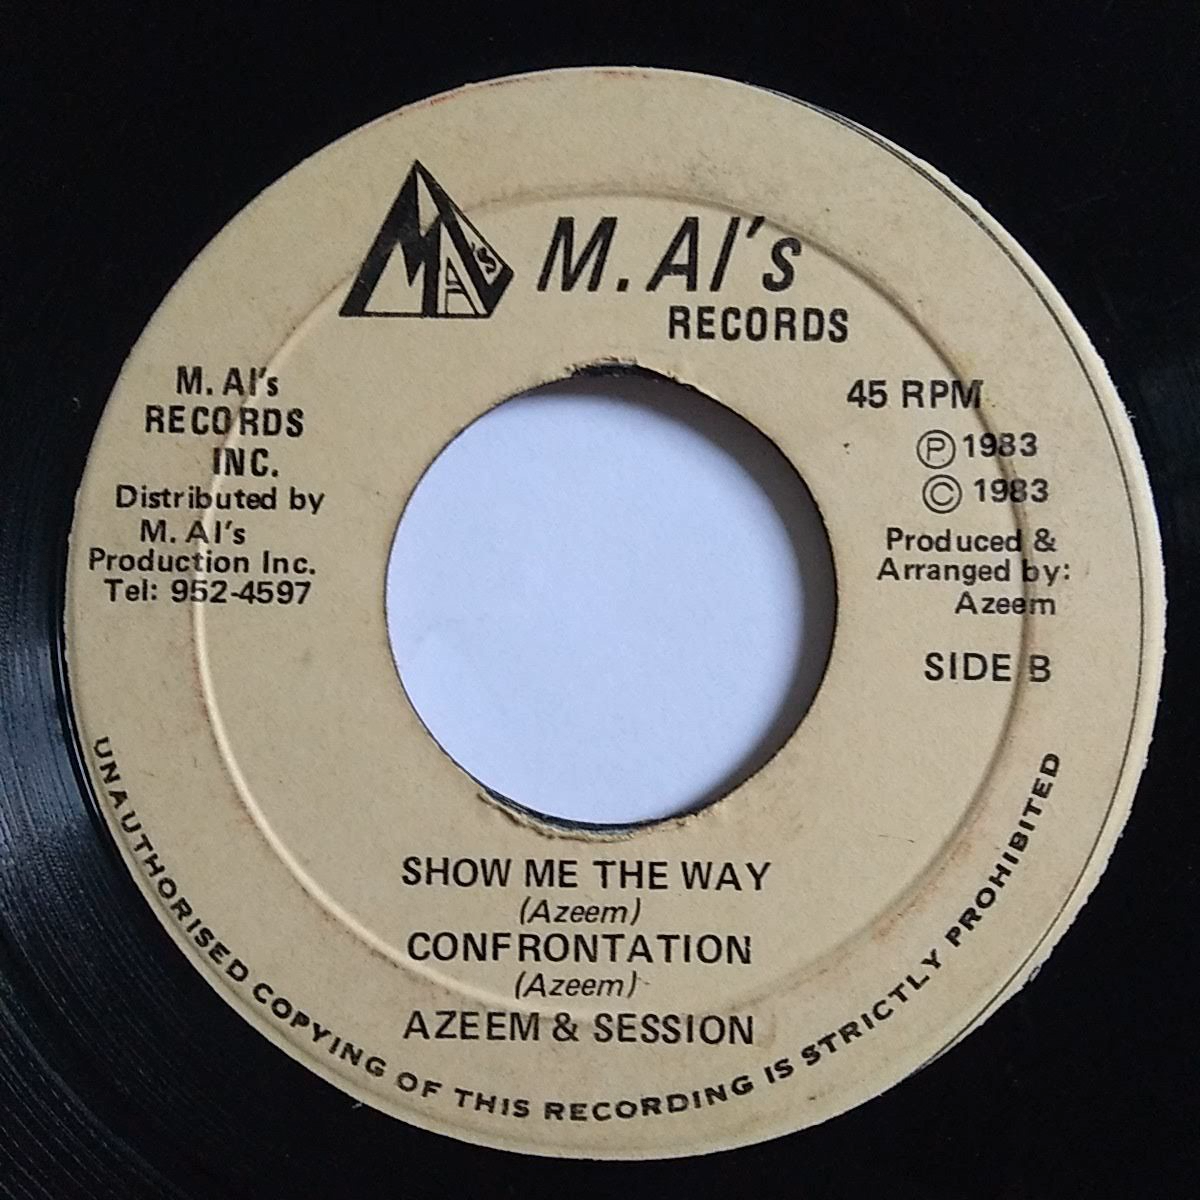 MA's
M. Al's
RECORDS
M. Al's
RECORDS
INC.
Distributed by
M. Al's
Production Inc.
Tel: 952-4597
45 RPM
Ⓟ 1983
© 1983
Produced &
Arranged by:
Azeem
SIDE B
SHOW ME THE WAY
(Azeem)
CONFRONTATION
(Azeem)
AZEEM & SESSION
UNAUTHORISED COPYING OF THIS RECORDING IS STRICTLY PROHIBITED